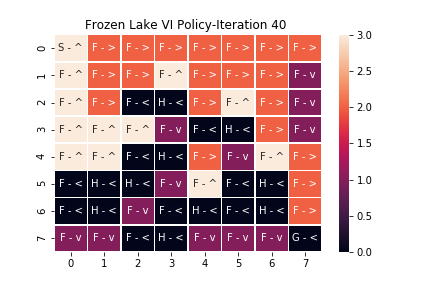 Frozen Lake VI Policy-Iteration 40
0 S - ^ F - > F - > F - > F - > F - > F - > F - > 3.0
1 F - ^ F - > F - > F - ^ F - > F - > F - > F - v 2.5
2 F - ^ F - > F - < H - < F - > F - ^ F - > F - v 2.0
3 F - ^ F - ^ F - ^ F - v F - < H - < F - > F - v 1.5
4 F - ^ F - ^ F - < H - < F - > F - v F - ^ F - > 1.0
5 F - < H - < H - < F - v F - ^ F - < H - < F - > 0.5
6 F - < H - < F - v F - < H - < F - < H - < F - > 0.0
7 F - v F - v F - < H - < F - v F - v F - v G - <
0 1 2 3 4 5 6 7